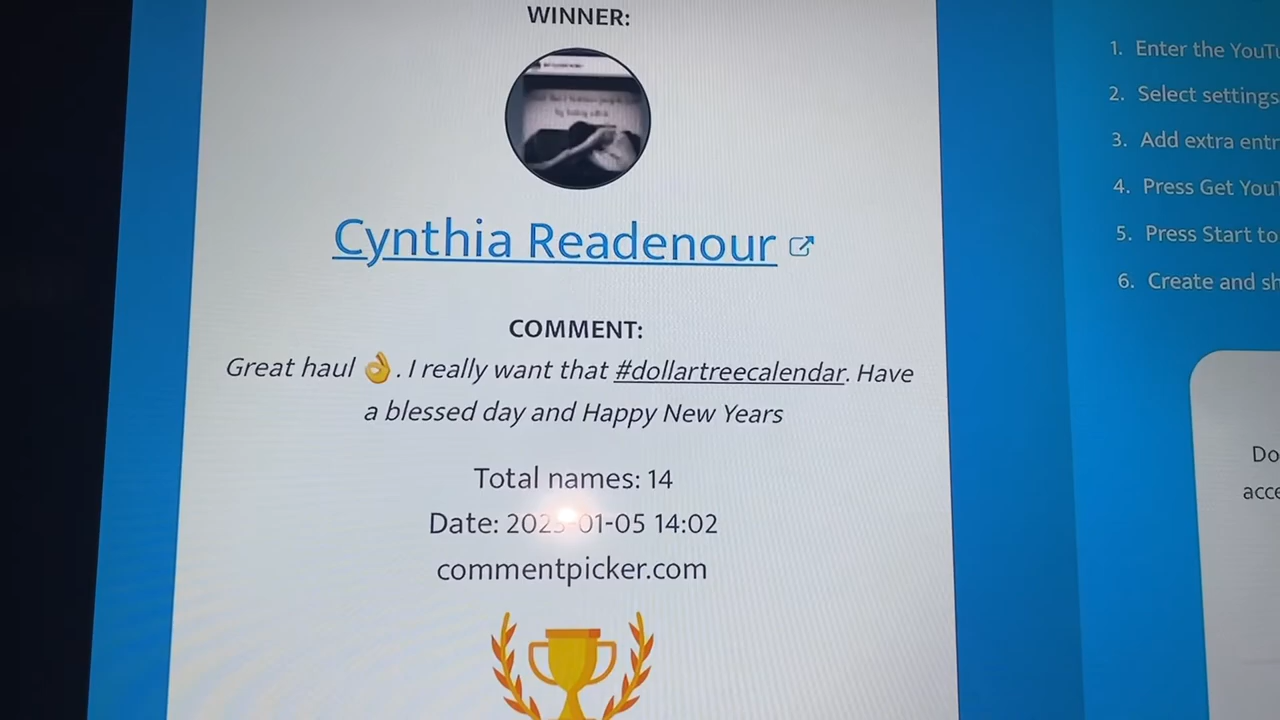 WINNER:
Cynthia Readenour
COMMENT:
Great haul 👌. I really want that #dollartreecalendar. Have
a blessed day and Happy New Years
Total names: 14
Date: 2023-01-05 14:02
commentpicker.com
1. Enter the YouTu
2. Select settings
3. Add extra entr
4. Press Get YouT
5. Press Start to
6. Create and sh
Do
acce